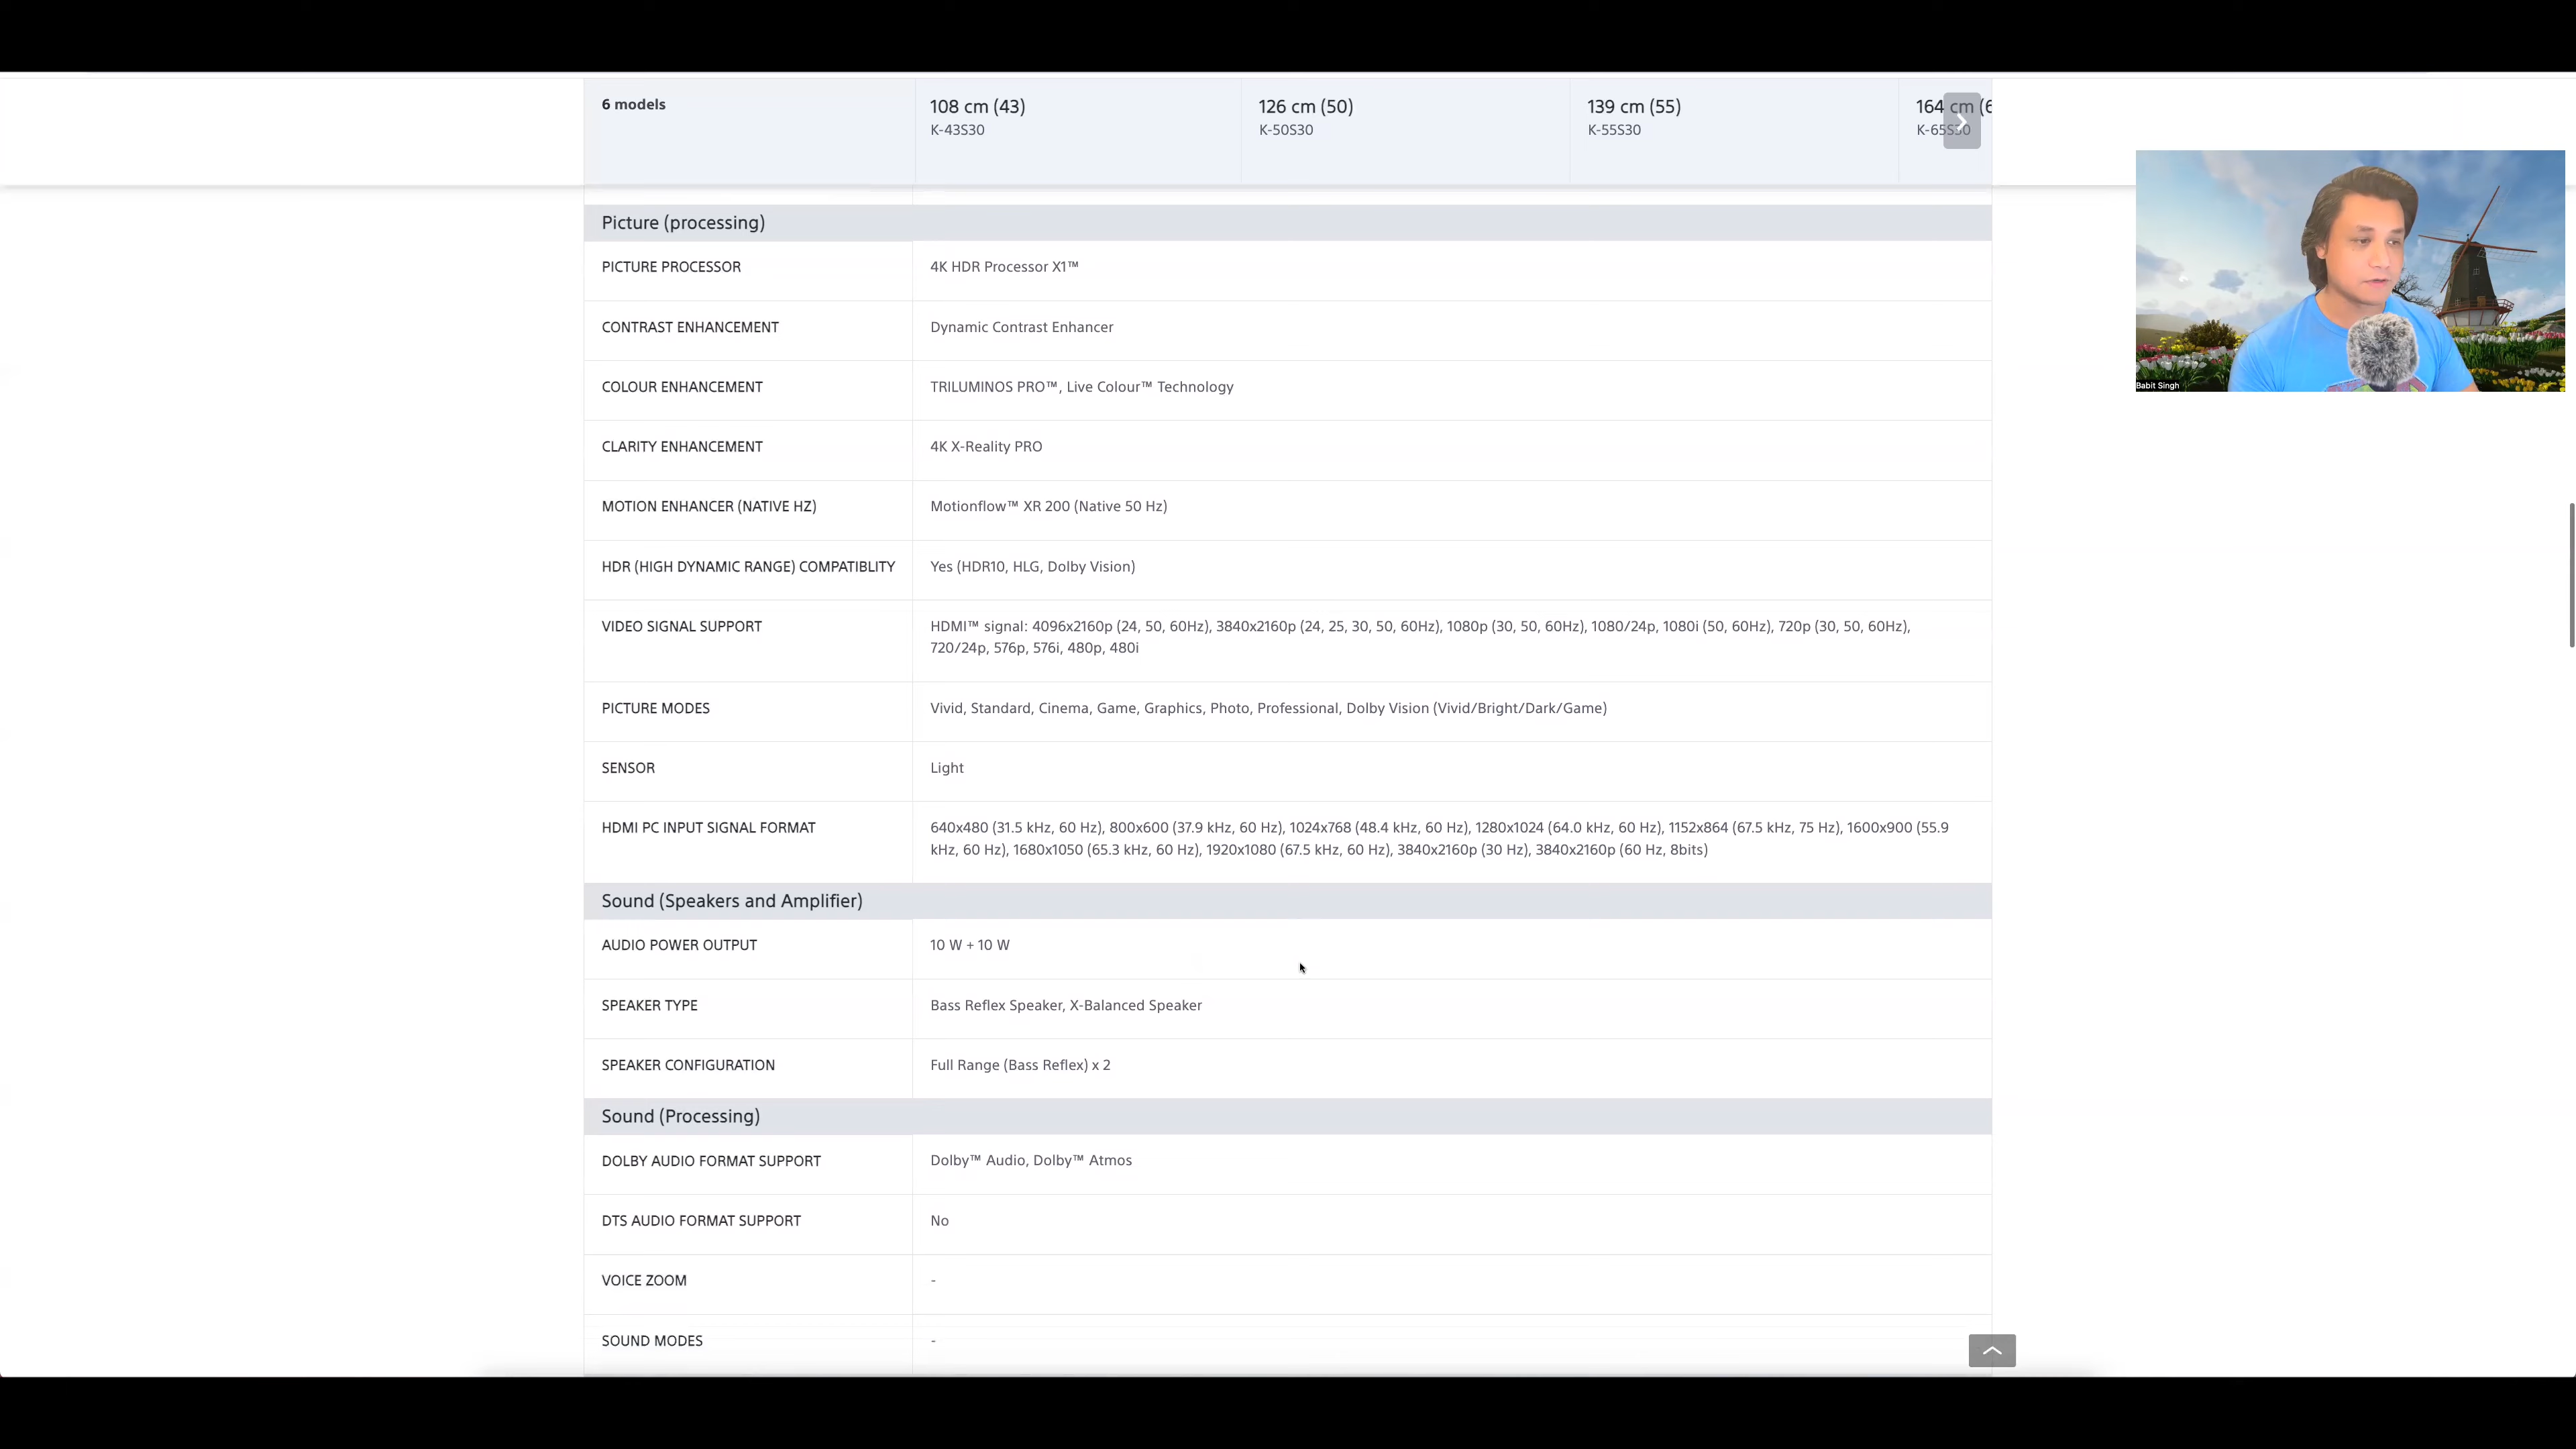 6 models
108 cm (43)
K-43S30
126 cm (50)
K-50S30
139 cm (55)
K-55S30
164 cm (6
K-65S30
Picture (processing)
PICTURE PROCESSOR
4K HDR Processor X1™
CONTRAST ENHANCEMENT
Dynamic Contrast Enhancer
COLOUR ENHANCEMENT
TRILUMINOS PRO™, Live Colour™ Technology
CLARITY ENHANCEMENT
4K X-Reality PRO
MOTION ENHANCER (NATIVE HZ)
Motionflow™ XR 200 (Native 50 Hz)
HDR (HIGH DYNAMIC RANGE) COMPATIBLITY
Yes (HDR10, HLG, Dolby Vision)
VIDEO SIGNAL SUPPORT
HDMI™ signal: 4096x2160p (24, 50, 60Hz), 3840x2160p (24, 25, 30, 50, 60Hz), 1080p (30, 50, 60Hz), 1080/24p, 1080i (50, 60Hz), 720p (30, 50, 60Hz),
720/24p, 576p, 576i, 480p, 480i
PICTURE MODES
Vivid, Standard, Cinema, Game, Graphics, Photo, Professional, Dolby Vision (Vivid/Bright/Dark/Game)
SENSOR
Light
HDMI PC INPUT SIGNAL FORMAT
640x480 (31.5 kHz, 60 Hz), 800x600 (37.9 kHz, 60 Hz), 1024x768 (48.4 kHz, 60 Hz), 1280x1024 (64.0 kHz, 60 Hz), 1152x864 (67.5 kHz, 75 Hz), 1600x900 (55.9
kHz, 60 Hz), 1680x1050 (65.3 kHz, 60 Hz), 1920x1080 (67.5 kHz, 60 Hz), 3840x2160p (30 Hz), 3840x2160p (60 Hz, 8bits)
Sound (Speakers and Amplifier)
AUDIO POWER OUTPUT
10 W + 10 W
SPEAKER TYPE
Bass Reflex Speaker, X-Balanced Speaker
SPEAKER CONFIGURATION
Full Range (Bass Reflex) x 2
Sound (Processing)
DOLBY AUDIO FORMAT SUPPORT
Dolby™ Audio, Dolby™ Atmos
DTS AUDIO FORMAT SUPPORT
No
VOICE ZOOM
-
SOUND MODES
-
Babit Singh